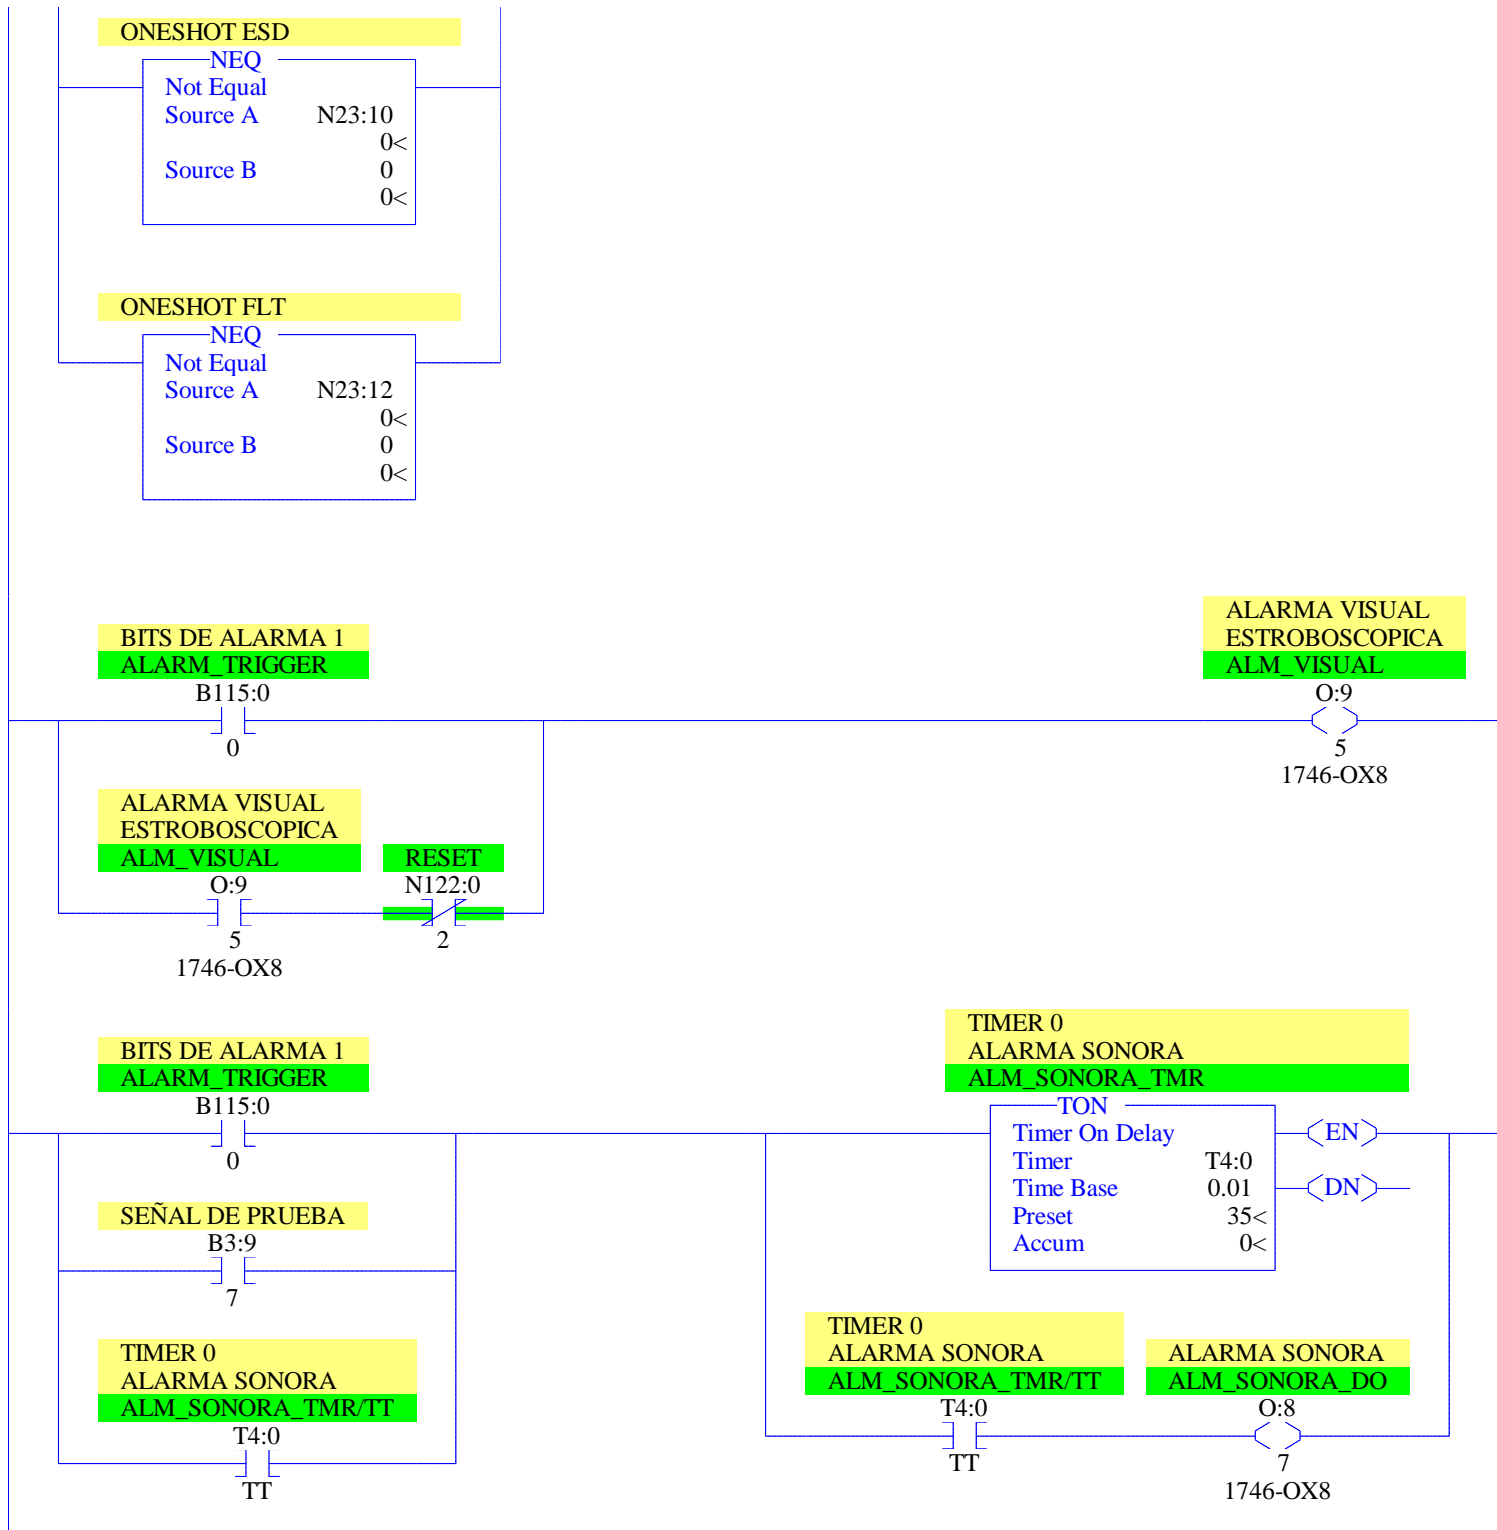 ONESHOT ESD
NEQ
Not Equal
Source A N23:10
0<
Source B 0
0<
ONESHOT FLT
NEQ
Not Equal
Source A N23:12
0<
Source B 0
0<
BITS DE ALARMA 1
ALARM_TRIGGER
B115:0
0
ALARMA VISUAL
ESTROBOSCOPICA
ALM_VISUAL
O:9
5
1746-OX8
ALARMA VISUAL
ESTROBOSCOPICA
ALM_VISUAL
O:9
5
1746-OX8
RESET
N122:0
2
BITS DE ALARMA 1
ALARM_TRIGGER
B115:0
0
SEÑAL DE PRUEBA
B3:9
7
TIMER 0
ALARMA SONORA
ALM_SONORA_TMR/TT
T4:0
TT
TIMER 0
ALARMA SONORA
ALM_SONORA_TMR
TON
Timer On Delay
Timer T4:0
Time Base 0.01
Preset 35<
Accum 0<
EN
DN
TIMER 0
ALARMA SONORA
ALM_SONORA_TMR/TT
T4:0
TT
ALARMA SONORA
ALM_SONORA_DO
O:8
7
1746-OX8